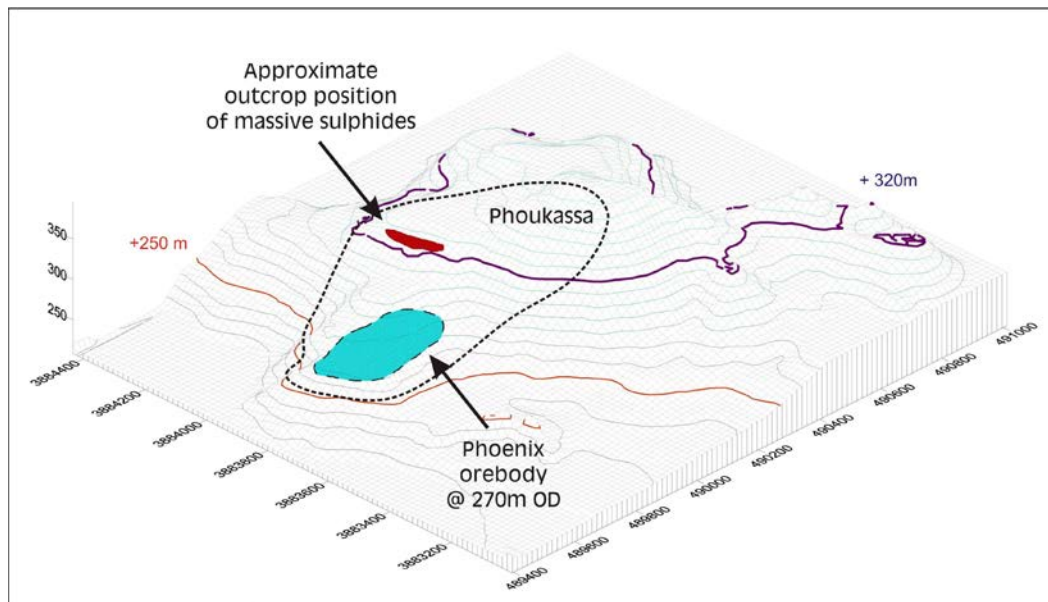 Approximate
outcrop position
of massive sulphides
Phoukassa
+ 320m
+250 m
350
300
250
Phoenix
orebody
@ 270m OD
3884400
3884200
3884000
3883800
3883600
3883400
3883200
489400
489600
489800
490000
490200
490400
490600
490800
491000